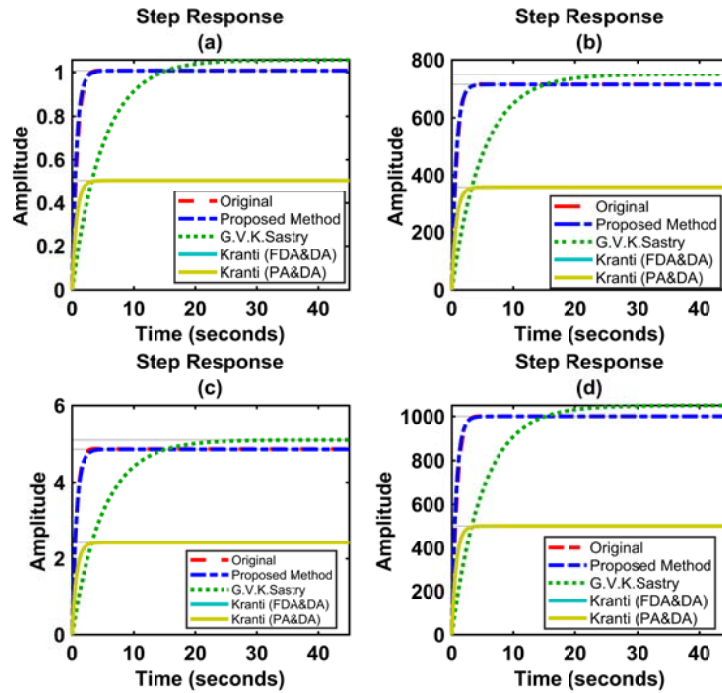 Step Response
(a)
Amplitude
1
0.8
0.6
0.4
0.2
0
0 10 20 30 40
Time (seconds)
Original
Proposed Method
G.V.K.Sastry
Kranti (FDA&DA)
Kranti (PA&DA)
Step Response
(b)
Amplitude
800
600
400
200
0
0 10 20 30 40
Time (seconds)
Original
Proposed Method
G.V.K.Sastry
Kranti (FDA&DA)
Kranti (PA&DA)
Step Response
(c)
Amplitude
6
4
2
0
0 10 20 30 40
Time (seconds)
Original
Proposed Method
G.V.K.Sastry
Kranti (FDA&DA)
Kranti (PA&DA)
Step Response
(d)
Amplitude
1000
800
600
400
200
0
0 10 20 30 40
Time (seconds)
Original
Proposed Method
G.V.K.Sastry
Kranti (FDA&DA)
Kranti (PA&DA)